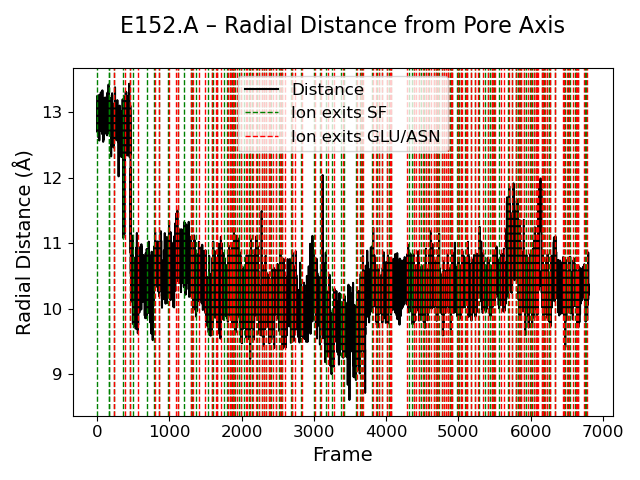 E152.A – Radial Distance from Pore Axis
Distance
Ion exits SF
Ion exits GLU/ASN
13
12
11
10
9
Radial Distance (Å)
0 1000 2000 3000 4000 5000 6000 7000
Frame